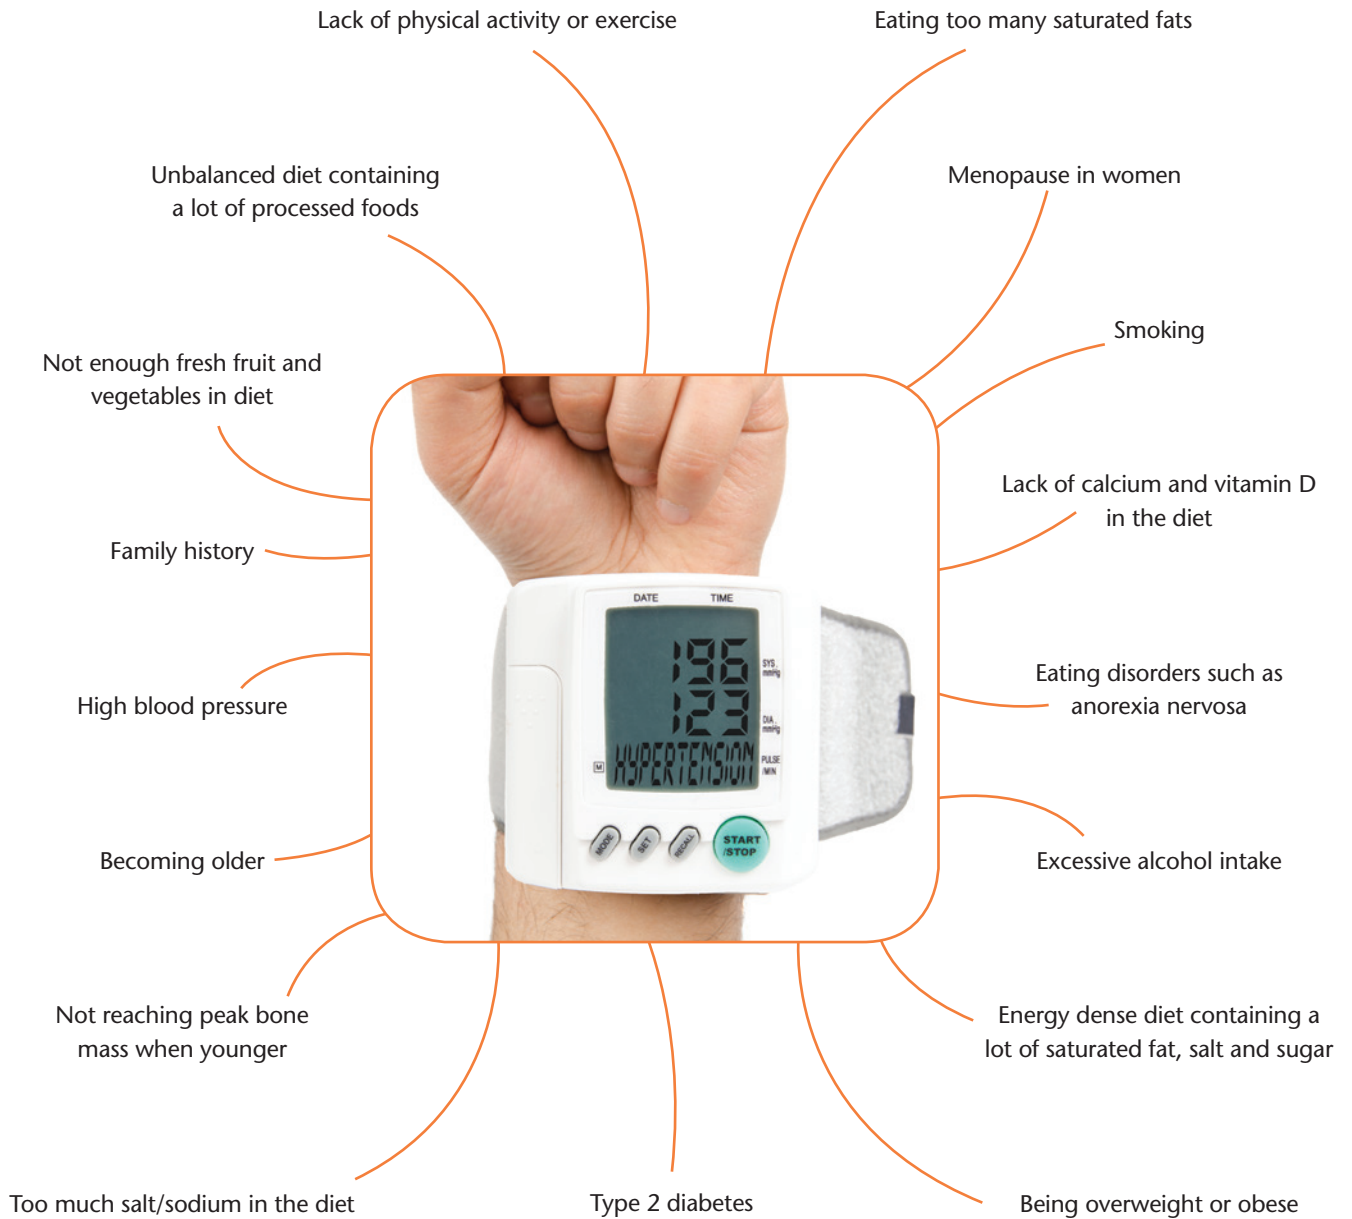 Lack of physical activity or exercise
Eating too many saturated fats
Unbalanced diet containing
a lot of processed foods
Menopause in women
Smoking
Not enough fresh fruit and
vegetables in diet
Lack of calcium and vitamin D
in the diet
Family history
DATE TIME
196 SYS.
mmHg
Eating disorders such as
anorexia nervosa
High blood pressure
123 DIA.
mmHg
M HYPERTENSION PULSE
/MIN
MODE SET RECALL START
/STOP
Becoming older
Excessive alcohol intake
Not reaching peak bone
mass when younger
Energy dense diet containing a
lot of saturated fat, salt and sugar
Too much salt/sodium in the diet
Type 2 diabetes
Being overweight or obese